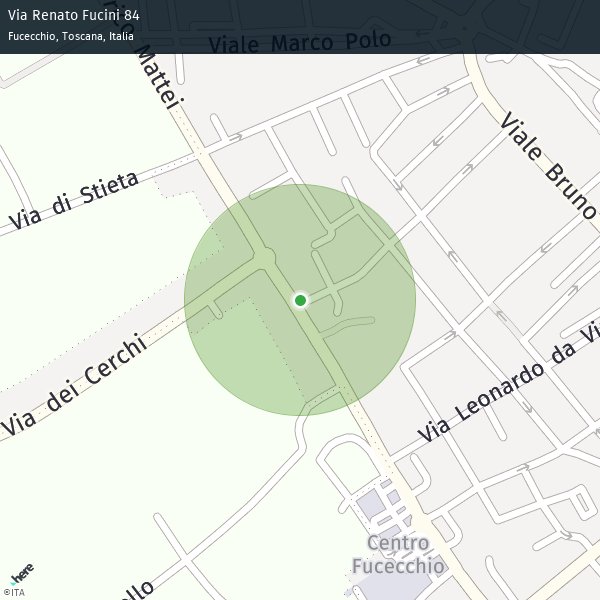 Via Renato Fucini 84
Fucecchio, Toscana, Italia
Mattei
Viale Marco Polo
Viale Bruno
Via di Stieta
Via dei Cerchi
Via Leonardo da
Centro
Fucecchio
here
©ITA